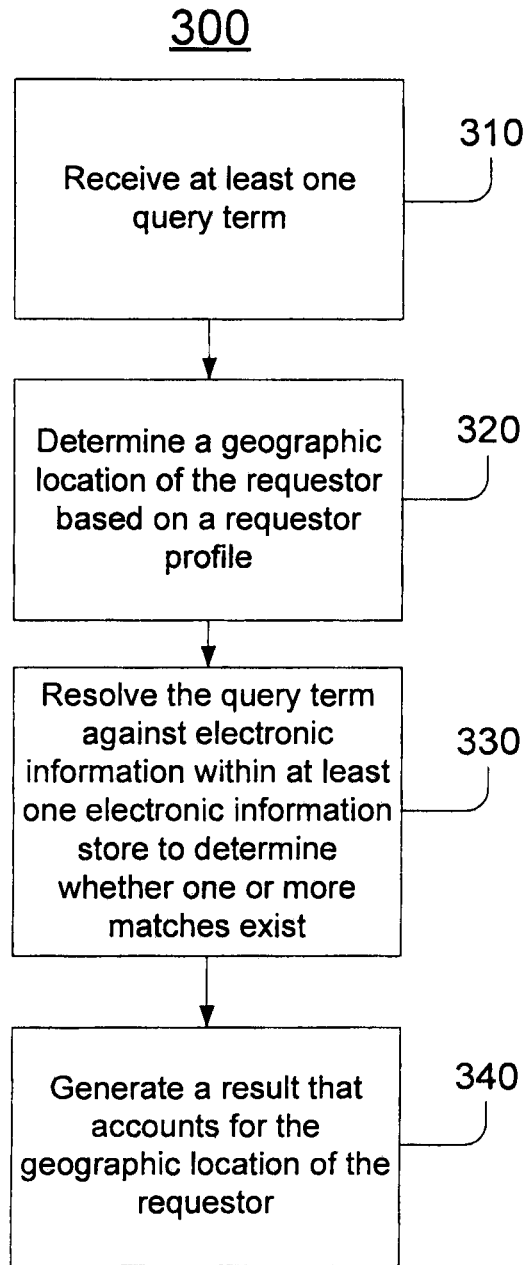 300
310
Receive at least one
query term
320
Determine a geographic
location of the requestor
based on a requestor
profile
330
Resolve the query term
against electronic
information within at least
one electronic information
store to determine
whether one or more
matches exist
340
Generate a result that
accounts for the
geographic location of the
requestor